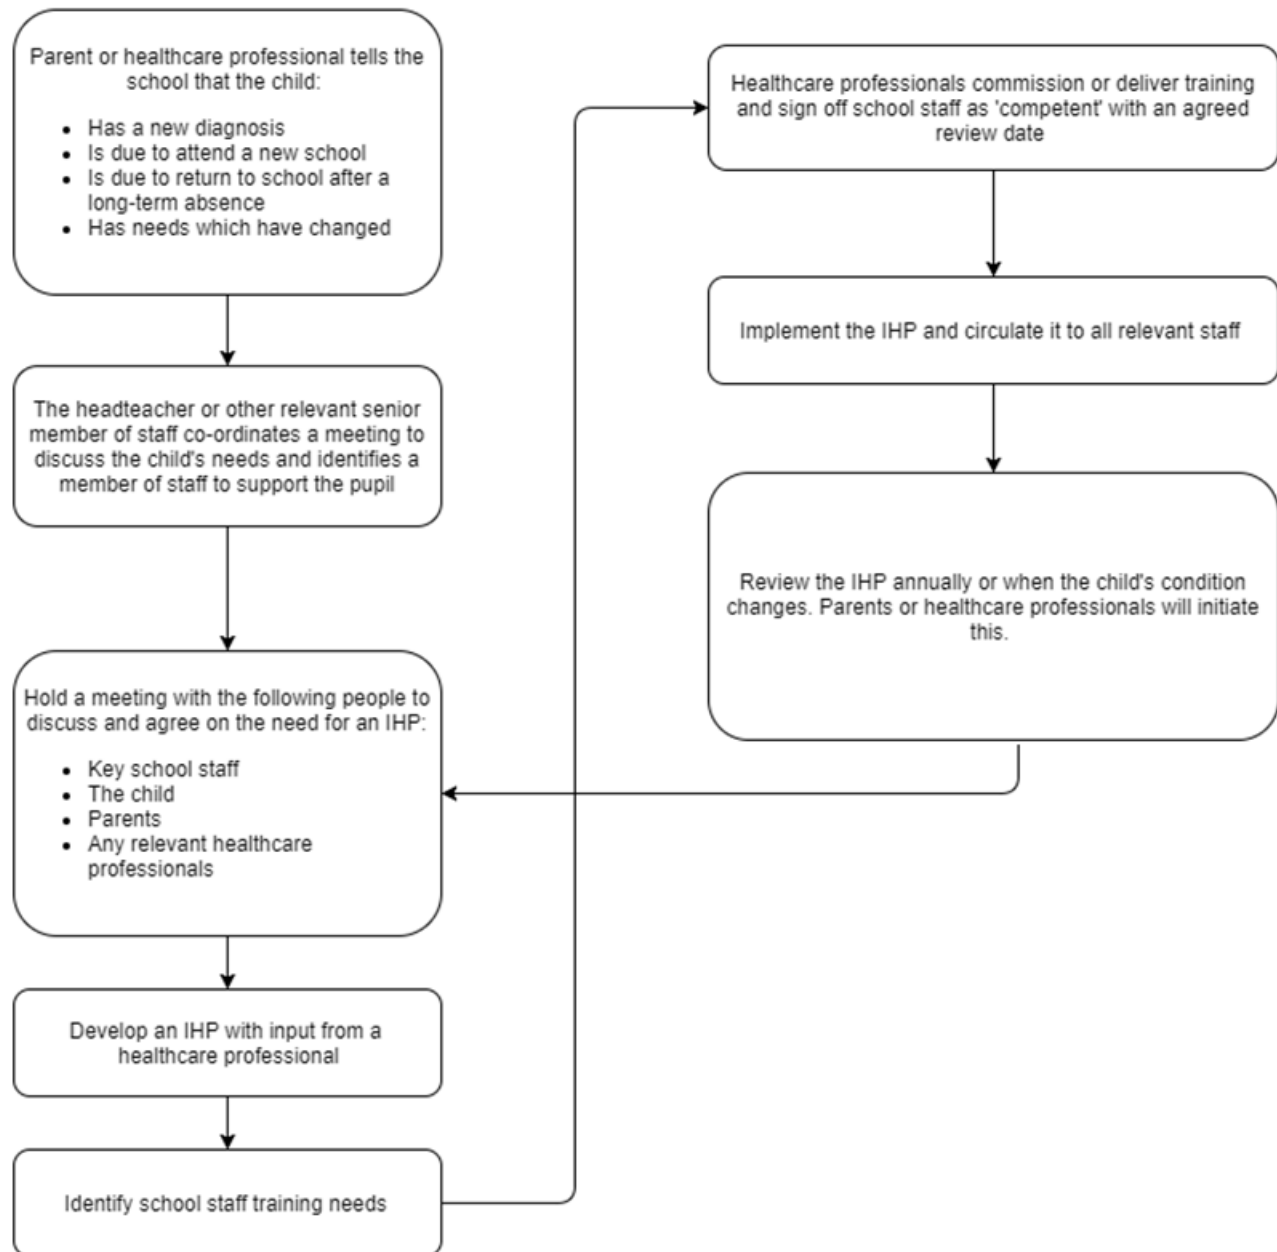 Parent or healthcare professional tells the
school that the child:
• Has a new diagnosis
• Is due to attend a new school
• Is due to return to school after a
long-term absence
• Has needs which have changed
The headteacher or other relevant senior
member of staff co-ordinates a meeting to
discuss the child's needs and identifies a
member of staff to support the pupil
Hold a meeting with the following people to
discuss and agree on the need for an IHP:
• Key school staff
• The child
• Parents
• Any relevant healthcare
professionals
Develop an IHP with input from a
healthcare professional
Identify school staff training needs
Healthcare professionals commission or deliver training
and sign off school staff as 'competent' with an agreed
review date
Implement the IHP and circulate it to all relevant staff
Review the IHP annually or when the child's condition
changes. Parents or healthcare professionals will initiate
this.